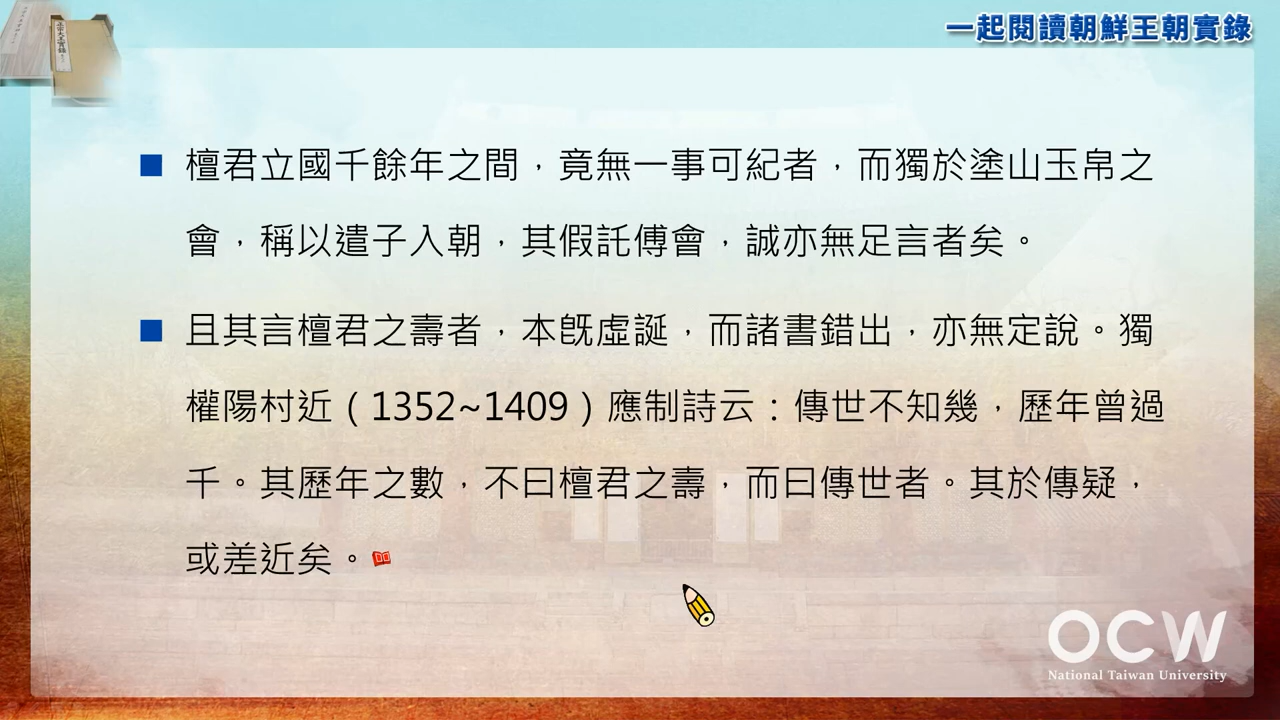 一起閱讀朝鮮王朝實錄
檀君立國千餘年之間，竟無一事可紀者，而獨於塗山玉帛之
會，稱以遣子入朝，其假託傅會，誠亦無足言者矣。
且其言檀君之壽者，本旣虛誕，而諸書錯出，亦無定說。獨
權陽村近（1352~1409）應制詩云：傳世不知幾，歷年曾過
千。其歷年之數，不曰檀君之壽，而曰傳世者。其於傳疑，
或差近矣。
OCW
National Taiwan University